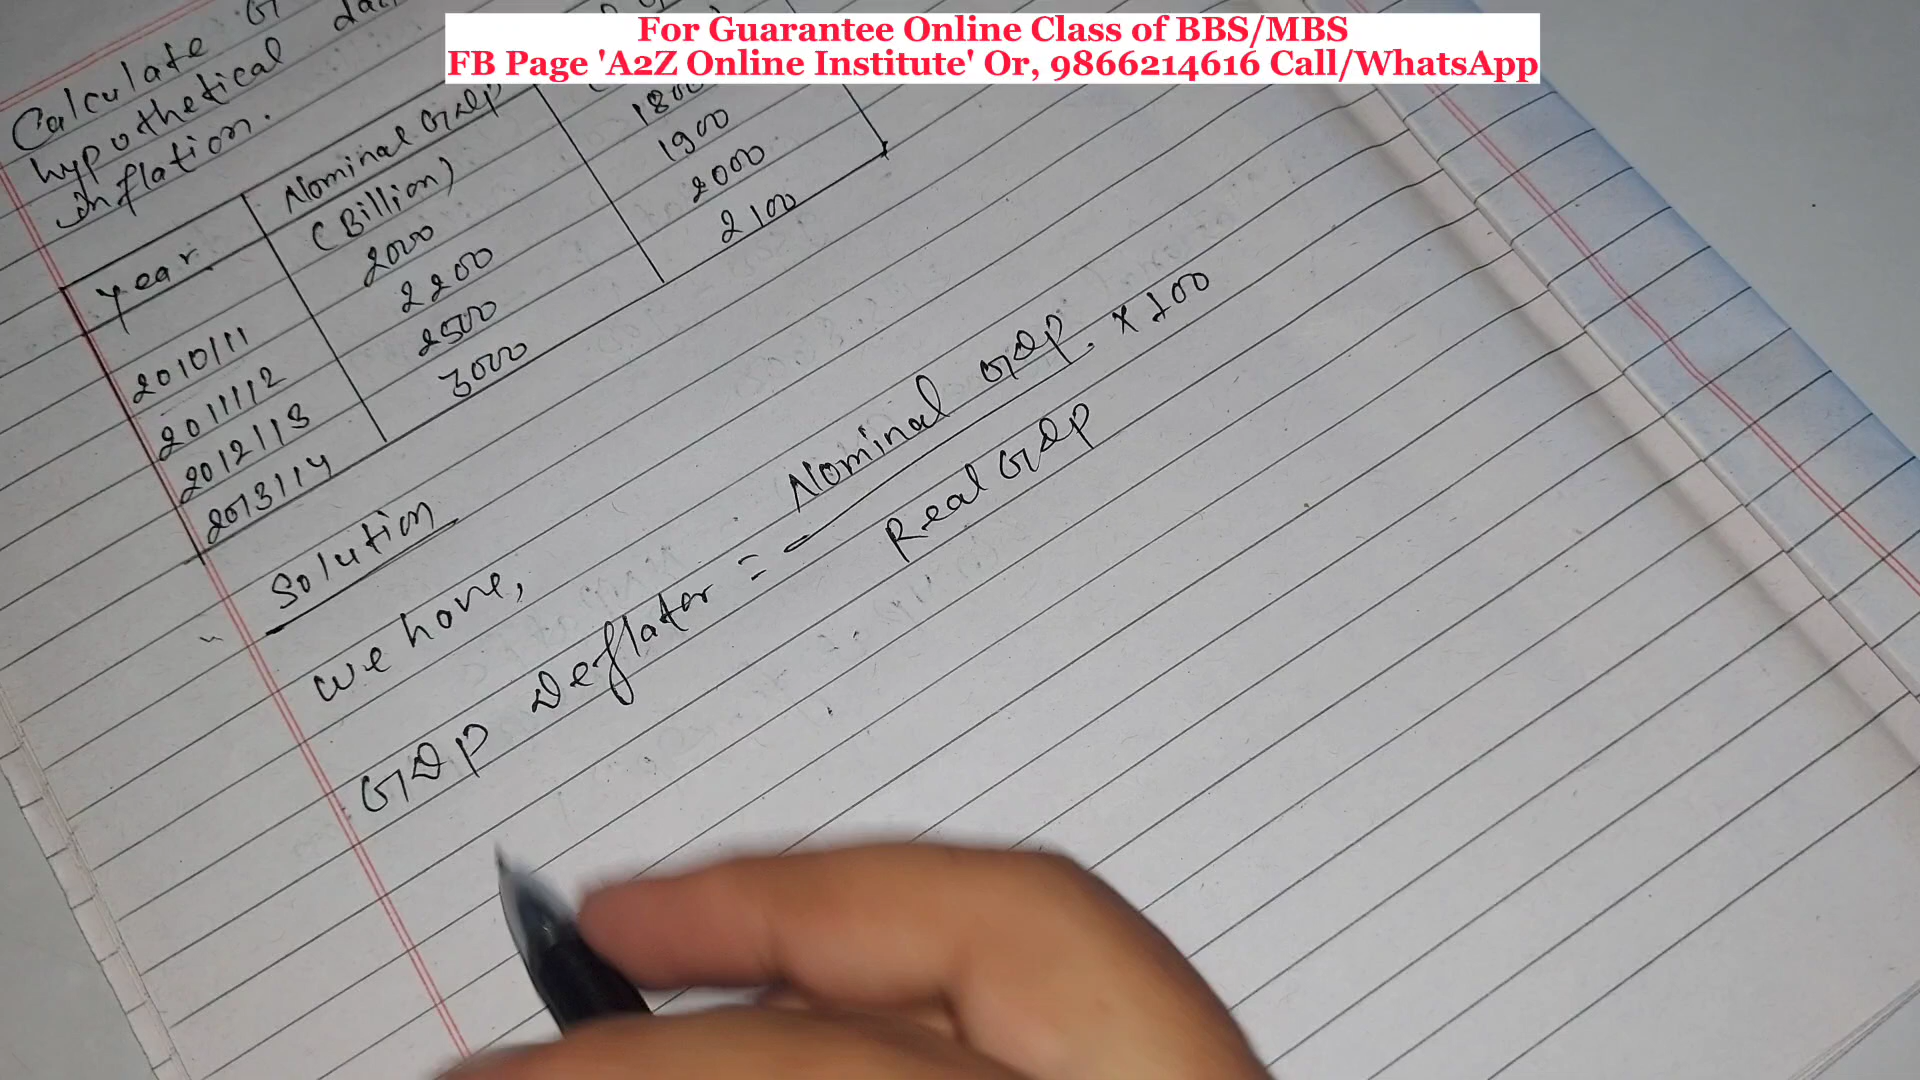 For Guarantee Online Class of BBS/MBS
FB Page 'A2Z Online Institute' Or, 9866214616 Call/WhatsApp
Calculate G
hypothetical
inflation.
Year Nominal GDP
(Billion)
2010/11 2000 1800
2011/12 2200 1900
2012/13 2500 2000
2013/14 3000 2100
Solution
We have,
GDP Deflator = Nominal GDP × 100
Real GDP